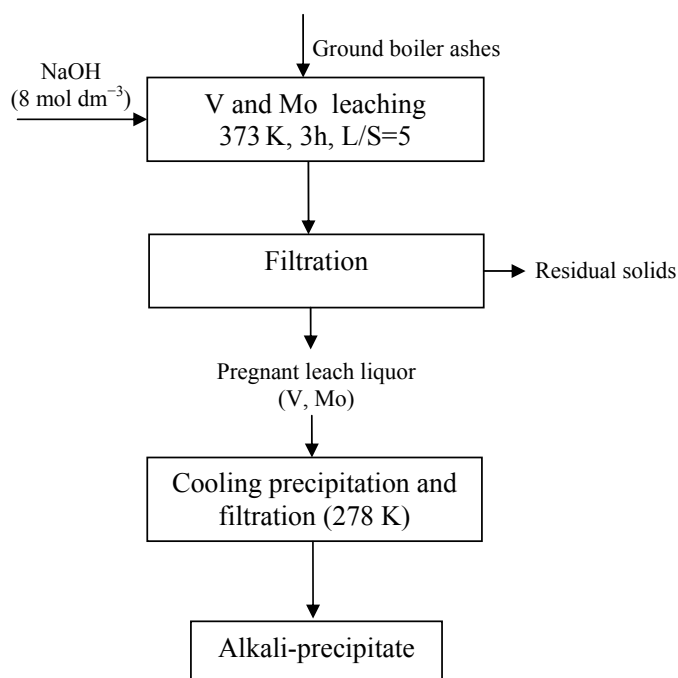 Ground boiler ashes
NaOH
(8 mol dm⁻³)
V and Mo leaching
373 K, 3h, L/S=5
Filtration
Residual solids
Pregnant leach liquor
(V, Mo)
Cooling precipitation and
filtration (278 K)
Alkali-precipitate